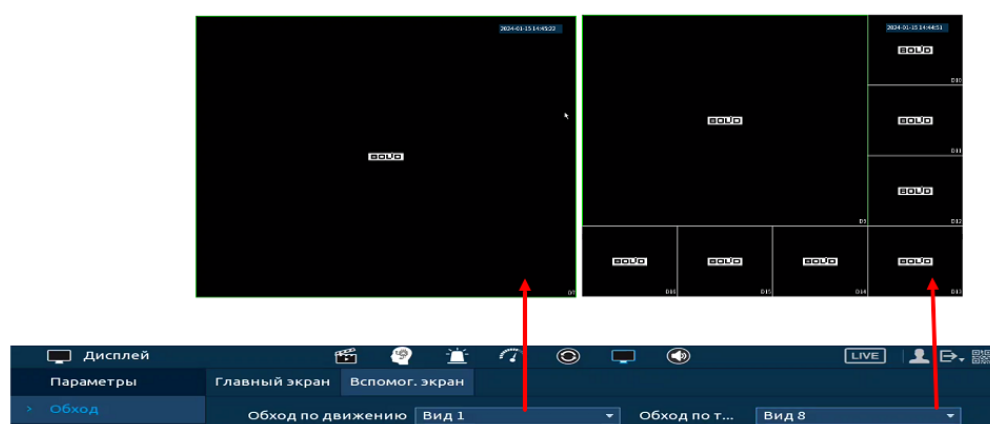 2024-01-15 14:45:22
2024-01-15 14:44:51
BOLID
D10
BOLID
BOLID
D11
BOLID
BOLID
D9
D12
BOLID
BOLID
BOLID
BOLID
D16
D15
D14
D13
Дисплей
LIVE
Параметры
Главный экран
Вспомог. экран
> Обход
Обход по движению
Вид 1
Обход по т...
Вид 8